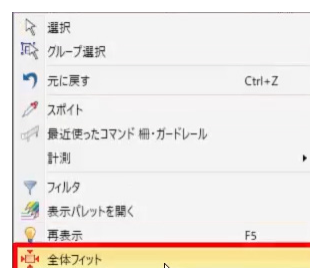 選択
グループ選択
元に戻す Ctrl+Z
スポイト
最近使ったコマンド 柵・ガードレール
計測
フィルタ
表示パレットを開く
再表示 F5
全体フィット